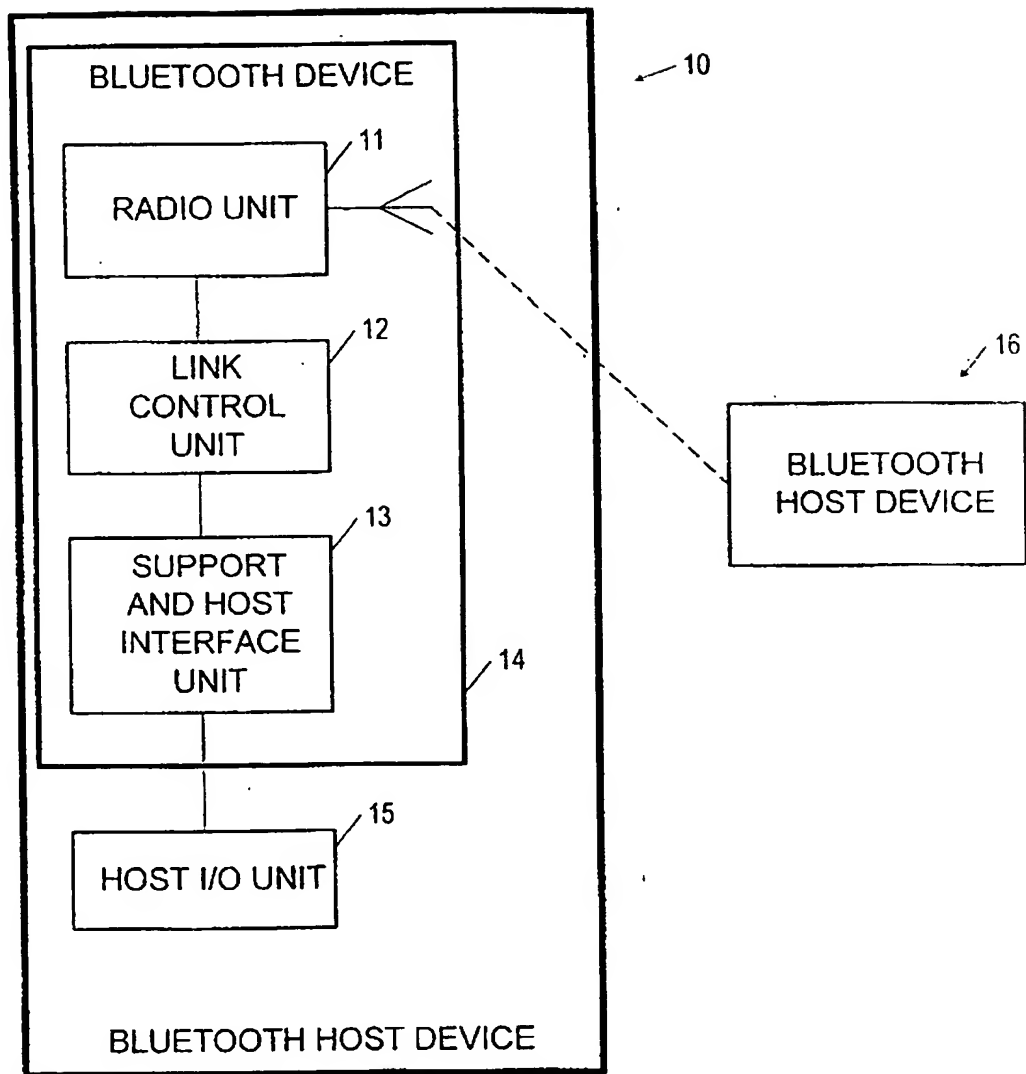 BLUETOOTH DEVICE
10
11
RADIO UNIT
12
LINK
CONTROL
UNIT
16
BLUETOOTH
HOST DEVICE
13
SUPPORT
AND HOST
INTERFACE
UNIT
14
15
HOST I/O UNIT
BLUETOOTH HOST DEVICE